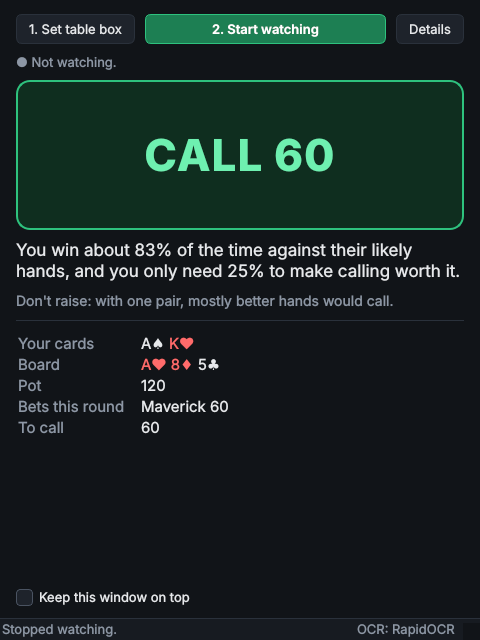 1. Set table box
2. Start watching
Details
Not watching.
CALL 60
You win about 83% of the time against their likely
hands, and you only need 25% to make calling worth it.
Don't raise: with one pair, mostly better hands would call.
Your cards A♠ K♥
Board A♥ 8♦ 5♣
Pot 120
Bets this round Maverick 60
To call 60
Keep this window on top
Stopped watching. OCR: RapidOCR